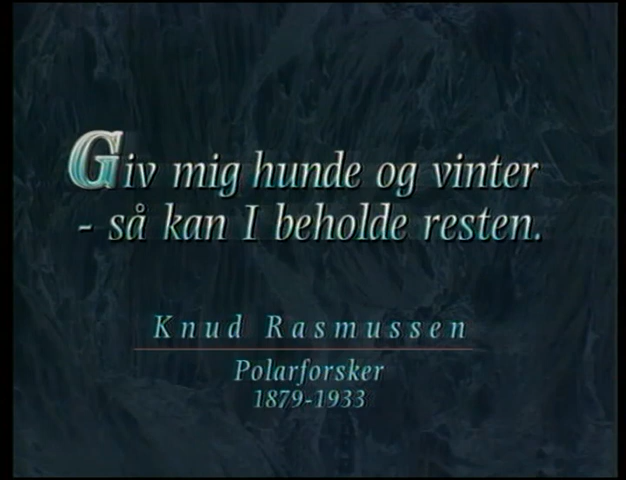 Giv mig hunde og vinter
- så kan I beholde resten.
Knud Rasmussen
Polarforsker
1879-1933